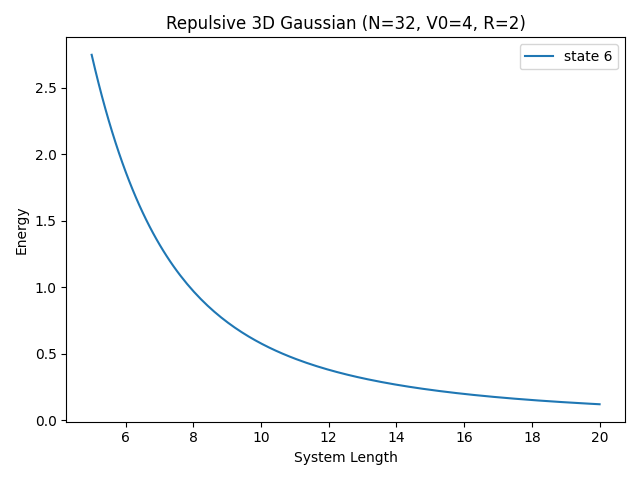 Repulsive 3D Gaussian (N=32, V0=4, R=2)
state 6
Energy
2.5
2.0
1.5
1.0
0.5
0.0
6 8 10 12 14 16 18 20
System Length